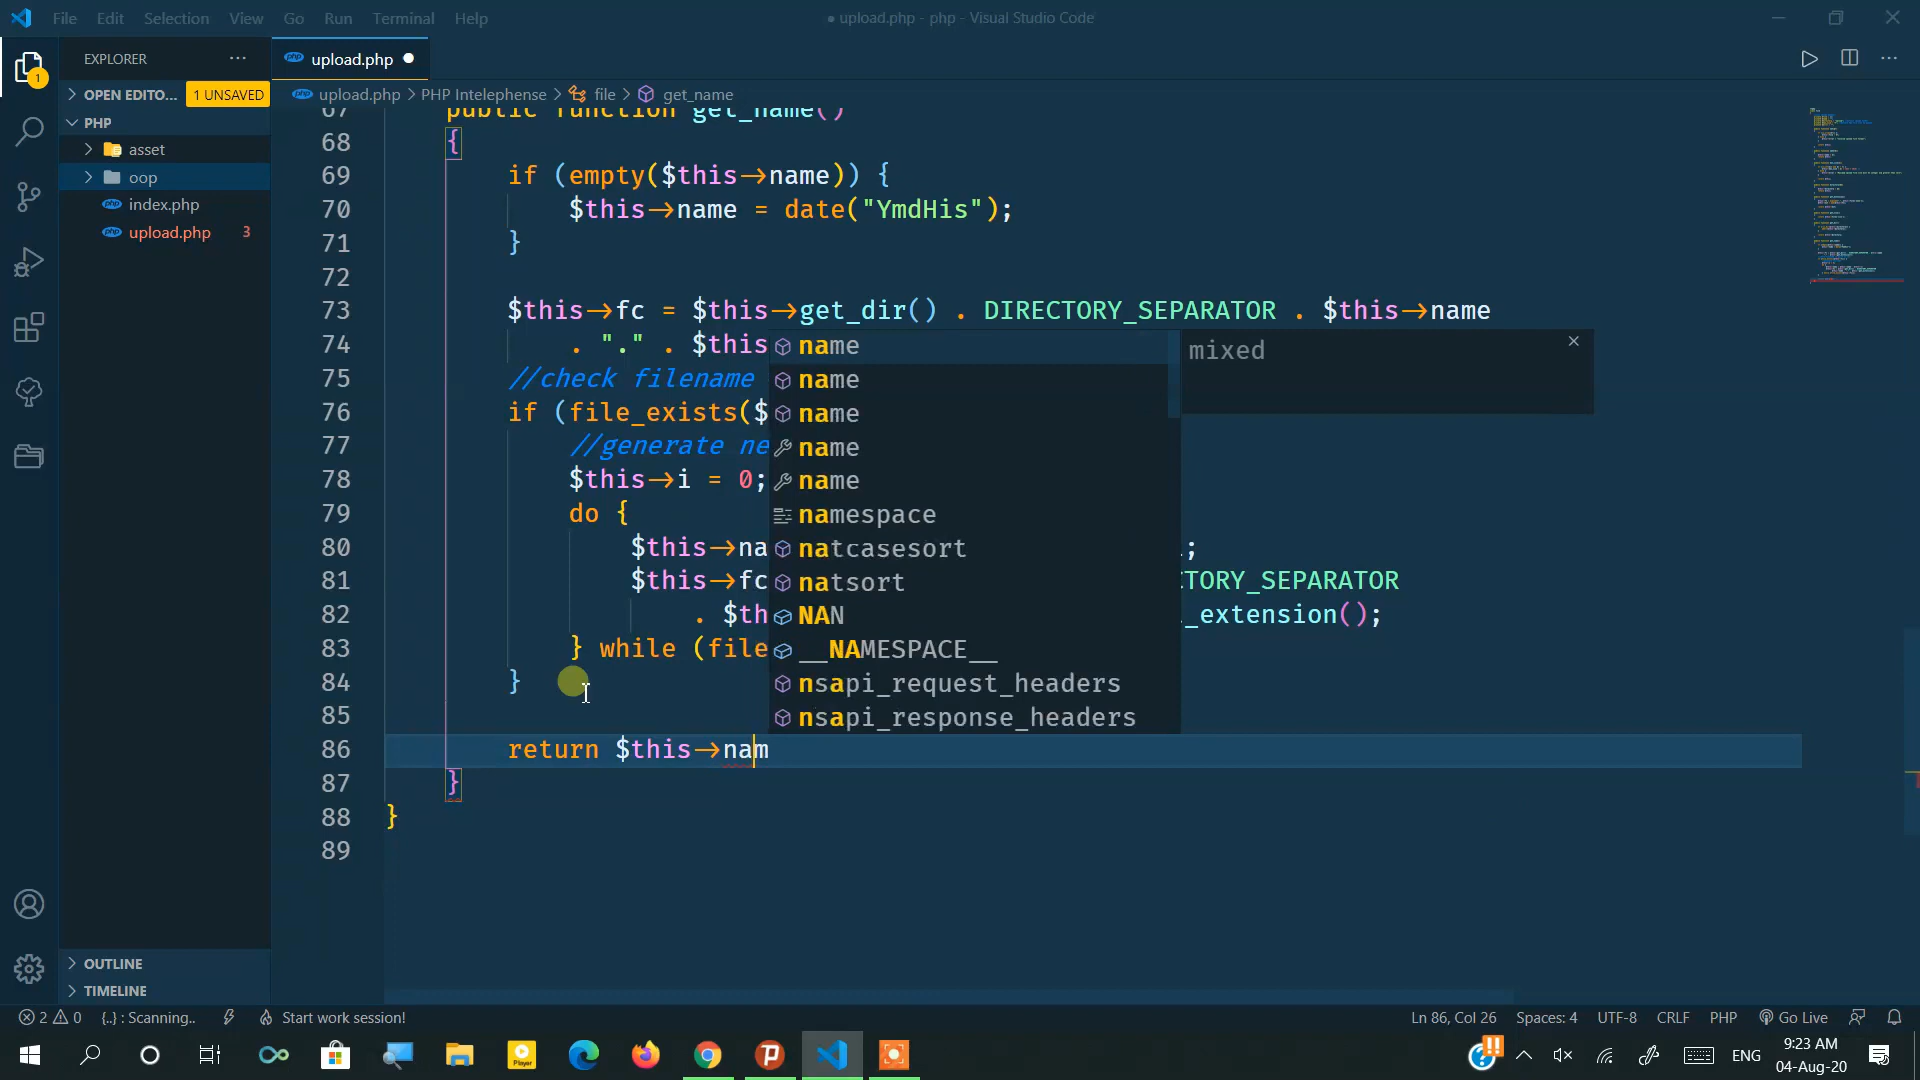 File Edit Selection View Go Run Terminal Help
● upload.php - php - Visual Studio Code
EXPLORER
OPEN EDITO... 1 UNSAVED
PHP
asset
oop
index.php
upload.php 3
OUTLINE
TIMELINE
1
php upload.php ●
php upload.php > PHP Intelephense > file > get_name
67 public function get_name()
68 {
69 if (empty($this->name)) {
70 $this->name = date("YmdHis");
71 }
72
73 $this->fc = $this->get_dir() . DIRECTORY_SEPARATOR . $this->name
74 . "." . $this
75 //check filename
76 if (file_exists($
77 //generate ne
78 $this->i = 0;
79 do {
80 $this->na ;
81 $this->fc TORY_SEPARATOR
82 . $th _extension();
83 } while (file
84 }
85
86 return $this->nam
87 }
88 }
89
name
name
name
name
name
namespace
natcasesort
natsort
NAN
__NAMESPACE__
nsapi_request_headers
nsapi_response_headers
mixed
2 0 {..} : Scanning.. Start work session!
Ln 86, Col 26 Spaces: 4 UTF-8 CRLF PHP Go Live
Player
ENG
9:23 AM
04-Aug-20